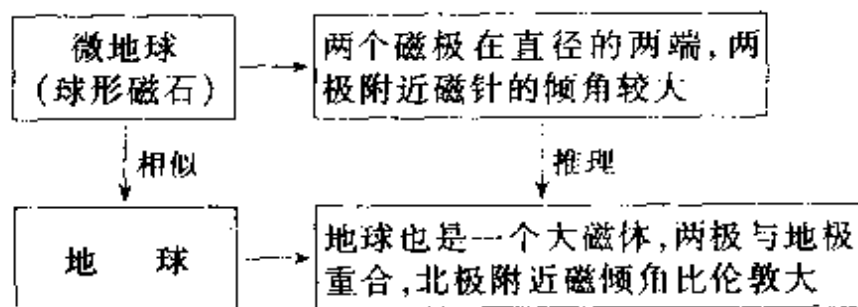 微地球
(球形磁石)
两个磁极在直径的两端,两
极附近磁针的倾角较大
相似
推理
地 球
地球也是一个大磁体,两极与地极
重合,北极附近磁倾角比伦敦大